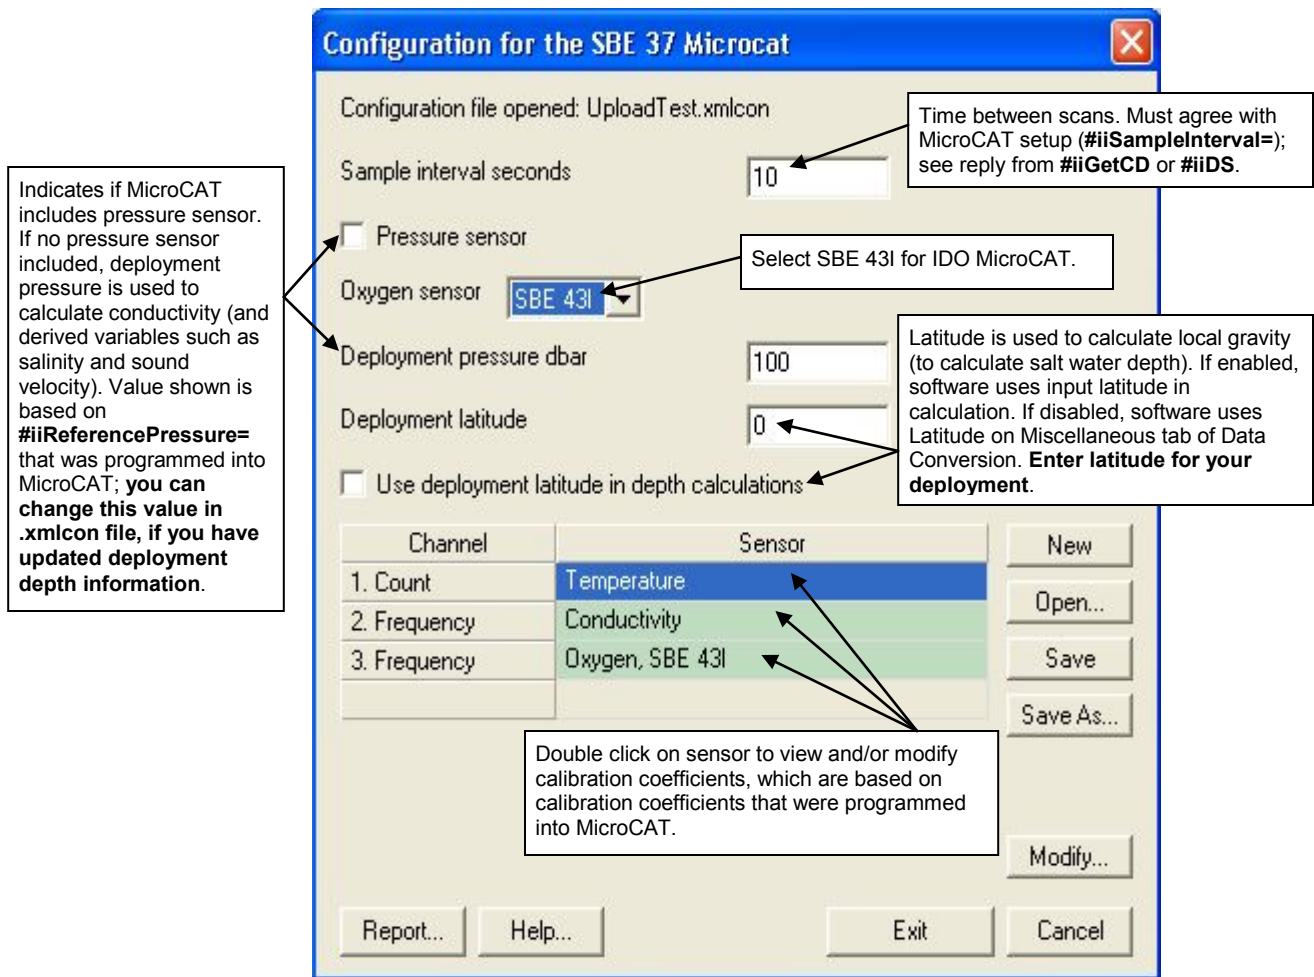 Configuration for the SBE 37 Microcat
Configuration file opened: UploadTest.xmlcon
Time between scans. Must agree with
MicroCAT setup (#iiSampleInterval=);
see reply from #iiGetCD or #iiDS.
Sample interval seconds
10
Indicates if MicroCAT
includes pressure sensor.
If no pressure sensor
included, deployment
pressure is used to
calculate conductivity (and
derived variables such as
salinity and sound
velocity). Value shown is
based on
#iiReferencePressure=
that was programmed into
MicroCAT; you can
change this value in
.xmlcon file, if you have
updated deployment
depth information.
Pressure sensor
Select SBE 43I for IDO MicroCAT.
Oxygen sensor
SBE 43I
Deployment pressure dbar
100
Latitude is used to calculate local gravity
(to calculate salt water depth). If enabled,
software uses input latitude in
calculation. If disabled, software uses
Latitude on Miscellaneous tab of Data
Conversion. Enter latitude for your
deployment.
Deployment latitude
0
Use deployment latitude in depth calculations
Channel
Sensor
New
1. Count
Temperature
Open...
2. Frequency
Conductivity
3. Frequency
Oxygen, SBE 43I
Save
Save As...
Double click on sensor to view and/or modify
calibration coefficients, which are based on
calibration coefficients that were programmed
into MicroCAT.
Modify...
Report...
Help...
Exit
Cancel